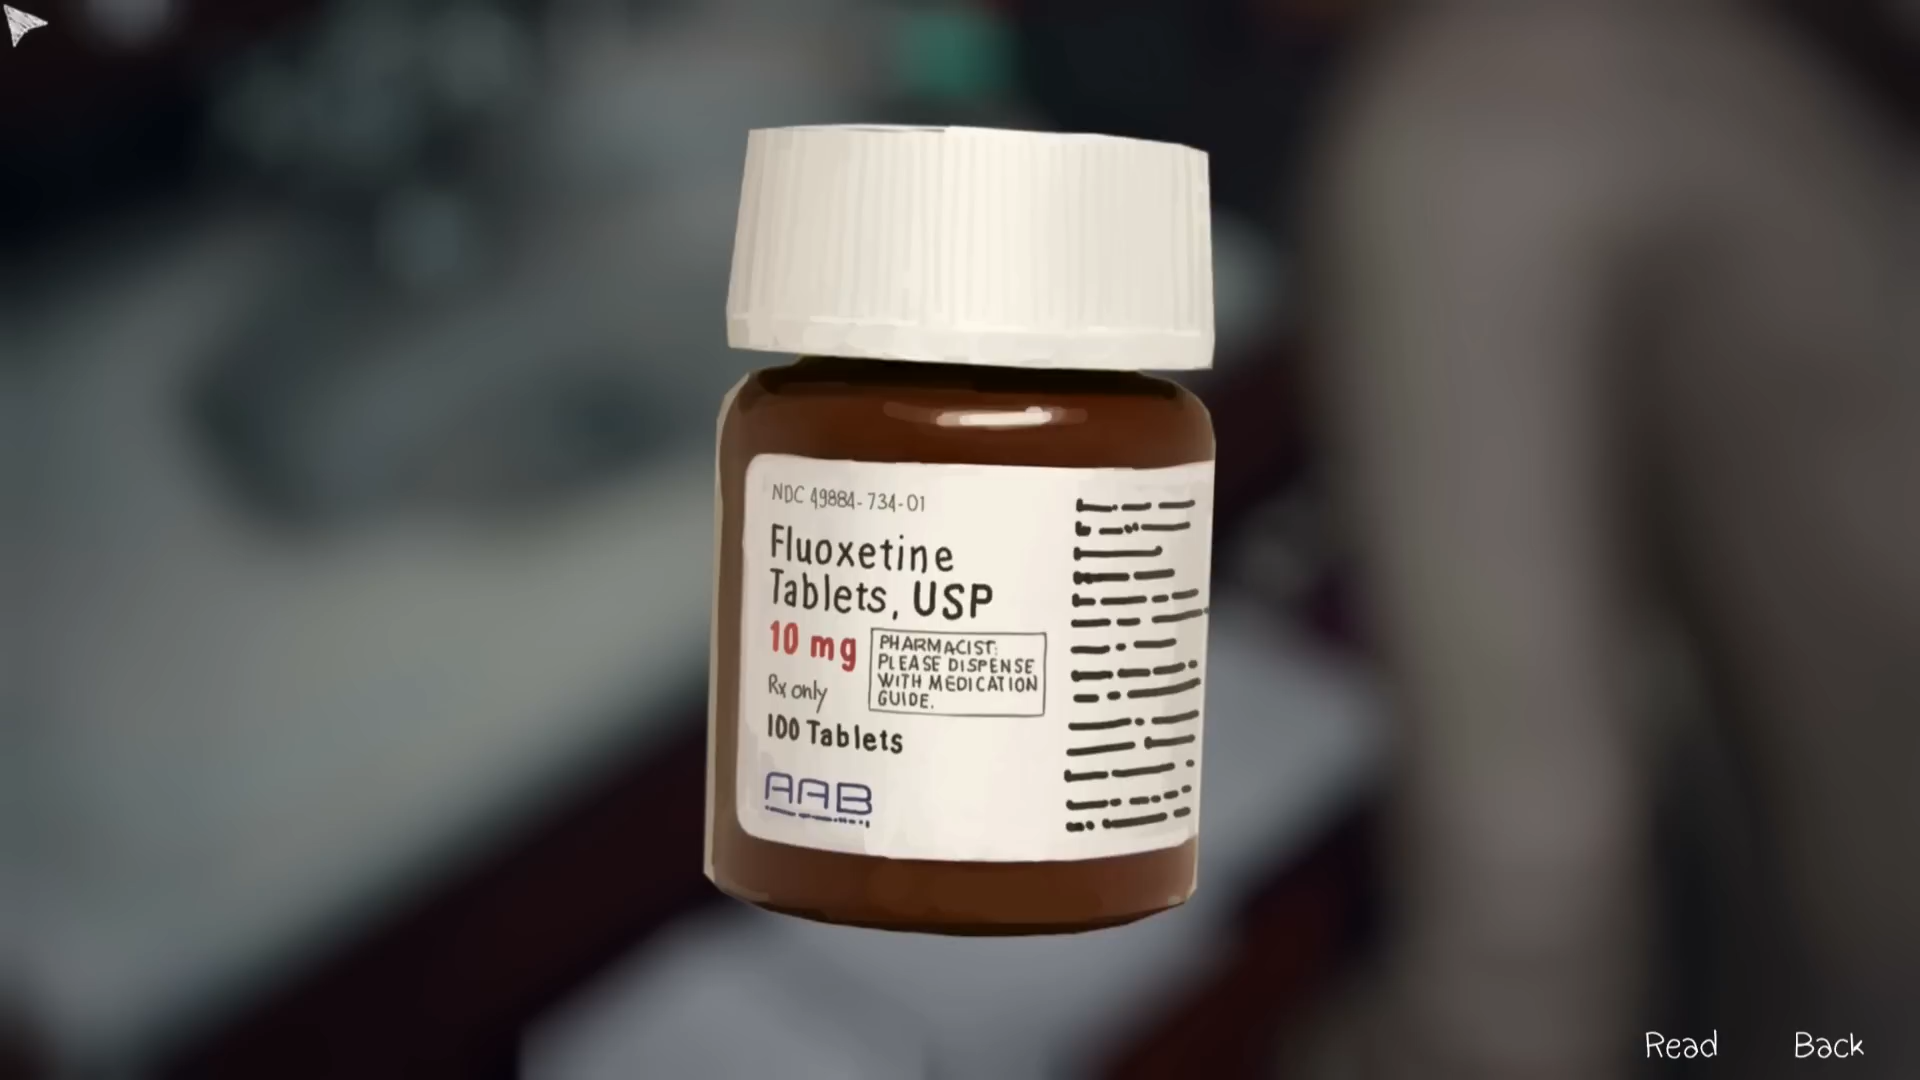 NDC 49884-734-01
Fluoxetine
Tablets, USP
10 mg
PHARMACIST:
PLEASE DISPENSE
WITH MEDICATION
GUIDE.
Rx only
100 Tablets
AAB
Read
Back